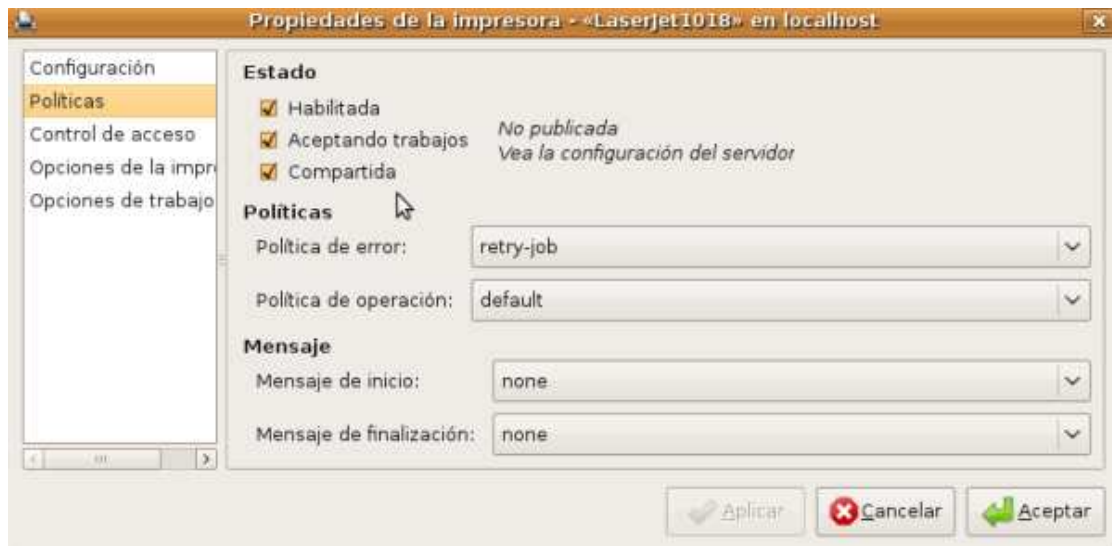 Propiedades de la impresora - «LaserJet1018» en localhost
Configuración
Políticas
Control de acceso
Opciones de la impr
Opciones de trabajo
Estado
Habilitada
Aceptando trabajos
Compartida
No publicada
Vea la configuración del servidor
Políticas
Política de error: retry-job
Política de operación: default
Mensaje
Mensaje de inicio: none
Mensaje de finalización: none
Aplicar Cancelar Aceptar